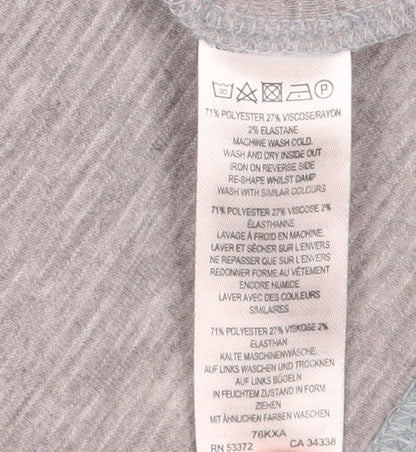 30 P
71% POLYESTER 27% VISCOSE/RAYON
2% ELASTANE
MACHINE WASH COLD.
WASH AND DRY INSIDE OUT
IRON ON REVERSE SIDE
RE-SHAPE WHILST DAMP
WASH WITH SIMILAR COLOURS
71% POLYESTER 27% VISCOSE 2%
ÉLASTHANNE
LAVAGE À FROID EN MACHINE.
LAVER ET SÉCHER SUR L'ENVERS
NE REPASSER QUE SUR L'ENVERS
REDONNER FORME AU VÊTEMENT
ENCORE HUMIDE
LAVER AVEC DES COULEURS
SIMILAIRES
71% POLYESTER 27% VISKOSE 2%
ELASTHAN
KALTE MASCHINENWÄSCHE.
AUF LINKS WASCHEN UND TROCKNEN
AUF LINKS BÜGELN
IN FEUCHTEM ZUSTAND IN FORM
ZIEHEN
MIT ÄHNLICHEN FARBEN WASCHEN
76KXA
RN 53372 CA 34338